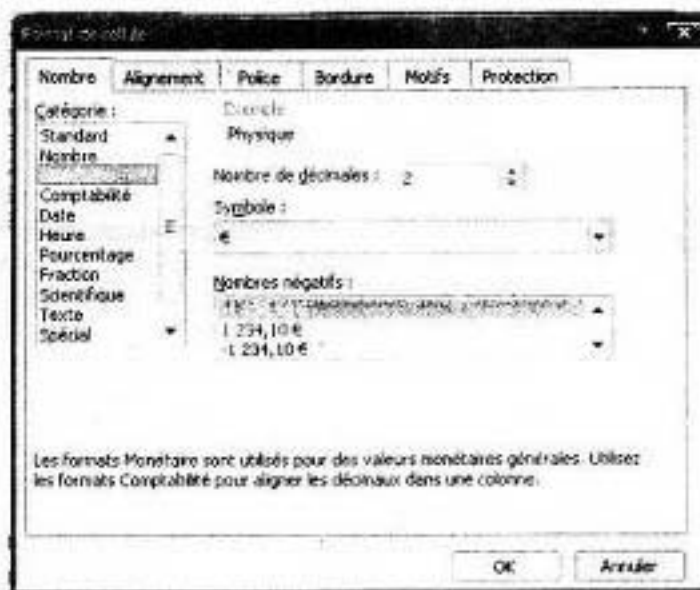 Format de cellule
Nombre Alignement Police Bordure Motifs Protection
Catégorie :
Standard
Nombre
Comptabilité
Date
Heure
Pourcentage
Fraction
Scientifique
Texte
Spécial
Exemple
Physique
Nombre de décimales : 2
Symbole :
€
Nombres négatifs :
1 234,10 €
-1 234,10 €
Les formats Monétaire sont utilisés pour des valeurs monétaires générales. Utilisez
les formats Comptabilité pour aligner les décimaux dans une colonne.
OK Annuler